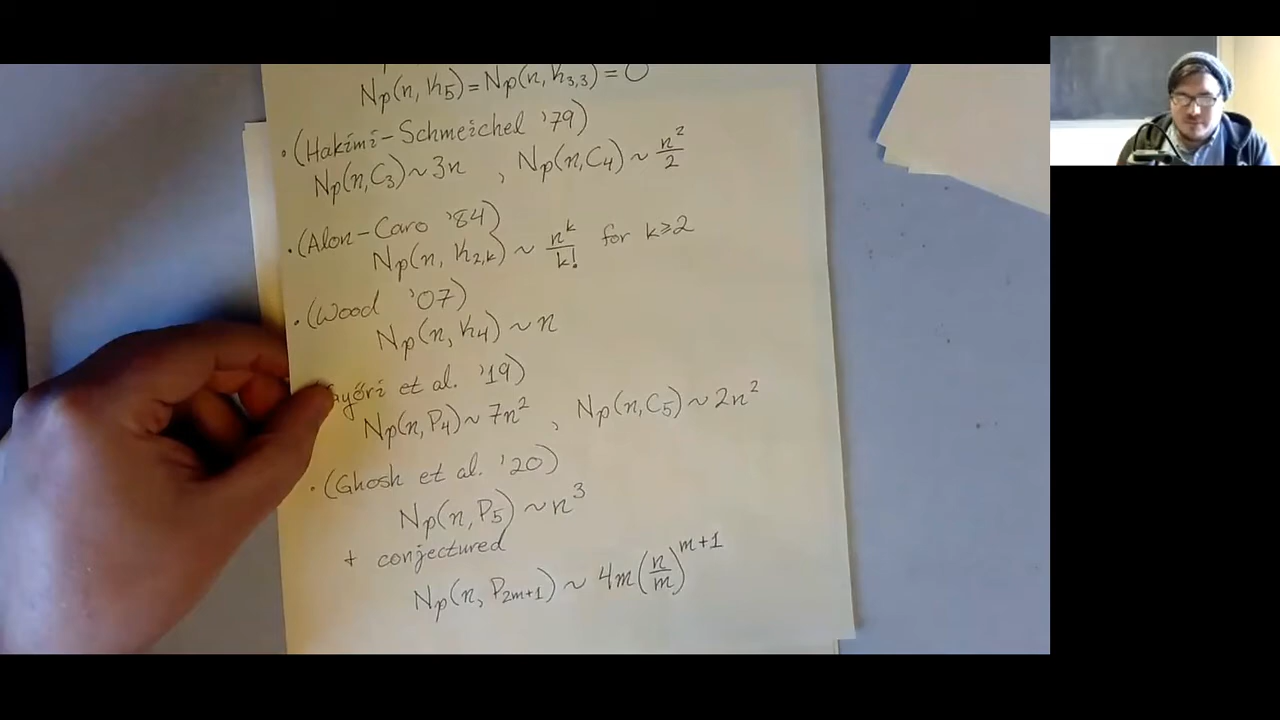 Np(n, K5) = Np(n, K3,3) = 0
• (Hakimi-Schmeichel '79)
Np(n, C3) ~ 3n , Np(n, C4) ~ n²/2
• (Alon-Caro '84)
Np(n, K2,k) ~ n^k/k! for k≥2
• (Wood '07)
Np(n, K4) ~ n
Győri et al. '19)
Np(n, P4) ~ 7n² , Np(n, C5) ~ 2n²
• (Ghosh et al. '20)
Np(n, P5) ~ n³
+ conjectured
Np(n, P2m+1) ~ 4m(n/m)^m+1